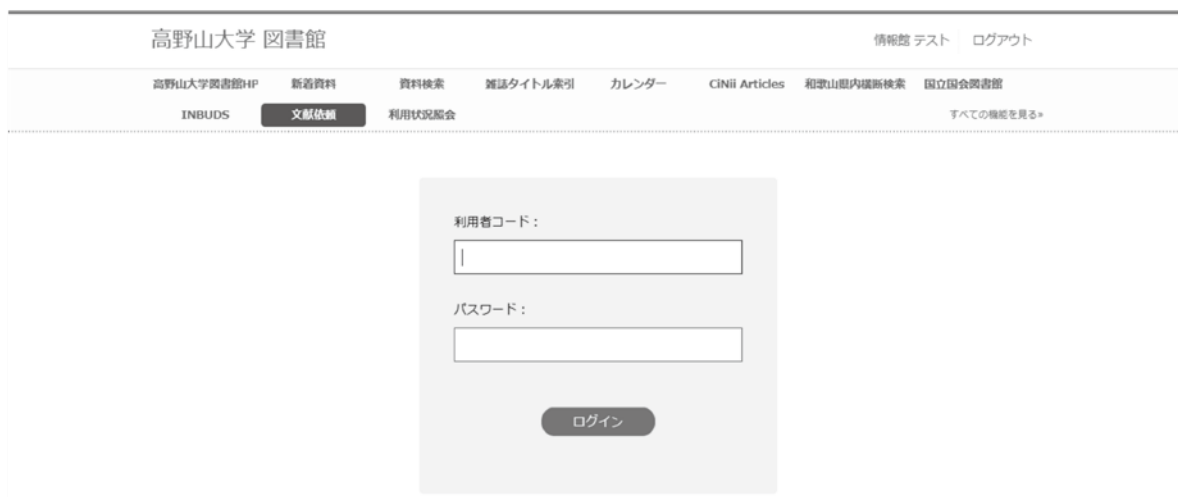 高野山大学 図書館
情報館 テスト ログアウト
高野山大学図書館HP 新着資料 資料検索 雑誌タイトル索引 カレンダー CiNii Articles 和歌山県内横断検索 国立国会図書館
INBUDS 文献依頼 利用状況照会 すべての機能を見る»
利用者コード：
パスワード：
ログイン